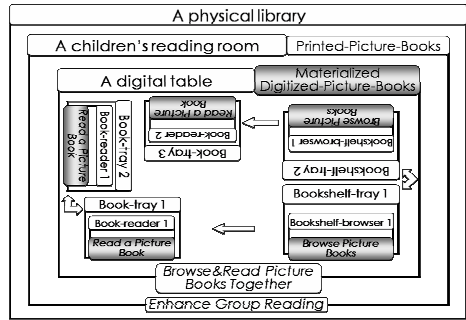 A physical library
A children's reading room
Printed-Picture-Books
A digital table
Materialized
Digitized-Picture-Books
Read a Picture
Book
Book-reader 1
Book-tray 2
Book-tray 3
Book-reader 2
Read a Picture
Book
Bookshelf-tray 2
Bookshelf-browser 1
Browse Picture
Books
Book-tray 1
Book-reader 1
Read a Picture
Book
Bookshelf-tray 1
Bookshelf-browser 1
Browse Picture
Books
Browse&Read Picture
Books Together
Enhance Group Reading